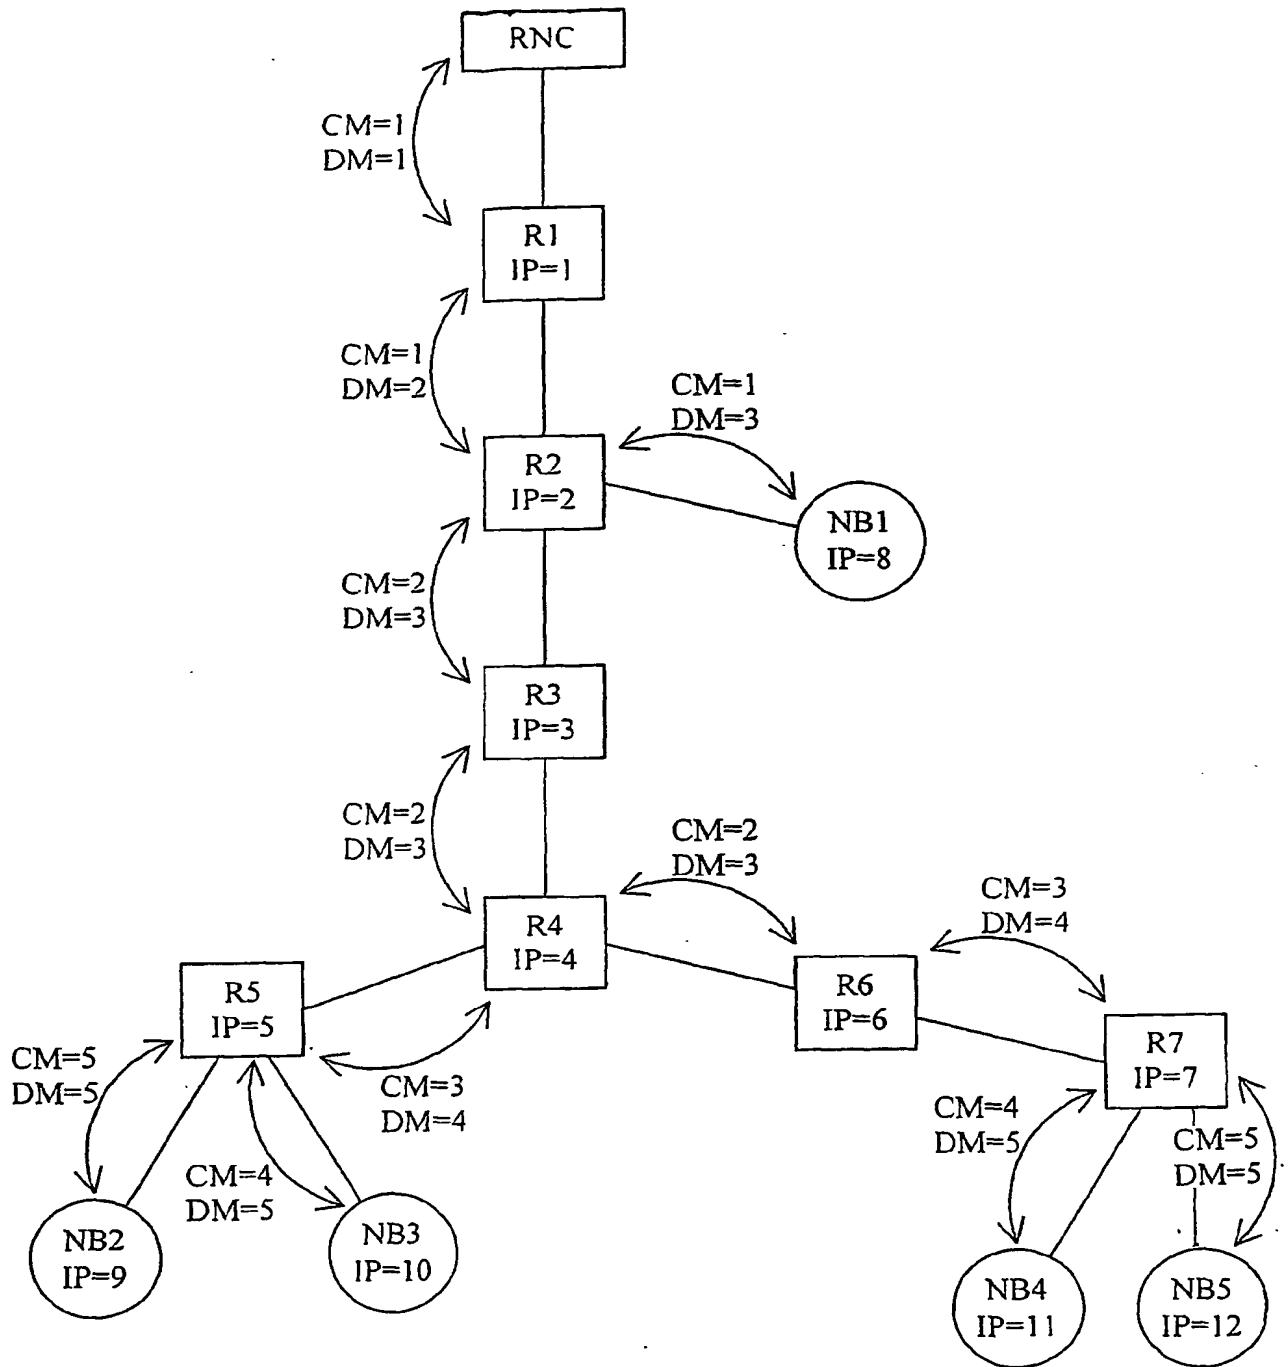 RNC
CM=1
DM=1
R1
IP=1
CM=1
DM=2
CM=1
DM=3
R2
IP=2
NB1
IP=8
CM=2
DM=3
R3
IP=3
CM=2
DM=3
CM=2
DM=3
CM=3
DM=4
R4
IP=4
R5
IP=5
R6
IP=6
R7
IP=7
CM=5
DM=5
CM=3
DM=4
CM=4
DM=5
CM=5
DM=5
CM=4
DM=5
NB2
IP=9
NB3
IP=10
NB4
IP=11
NB5
IP=12